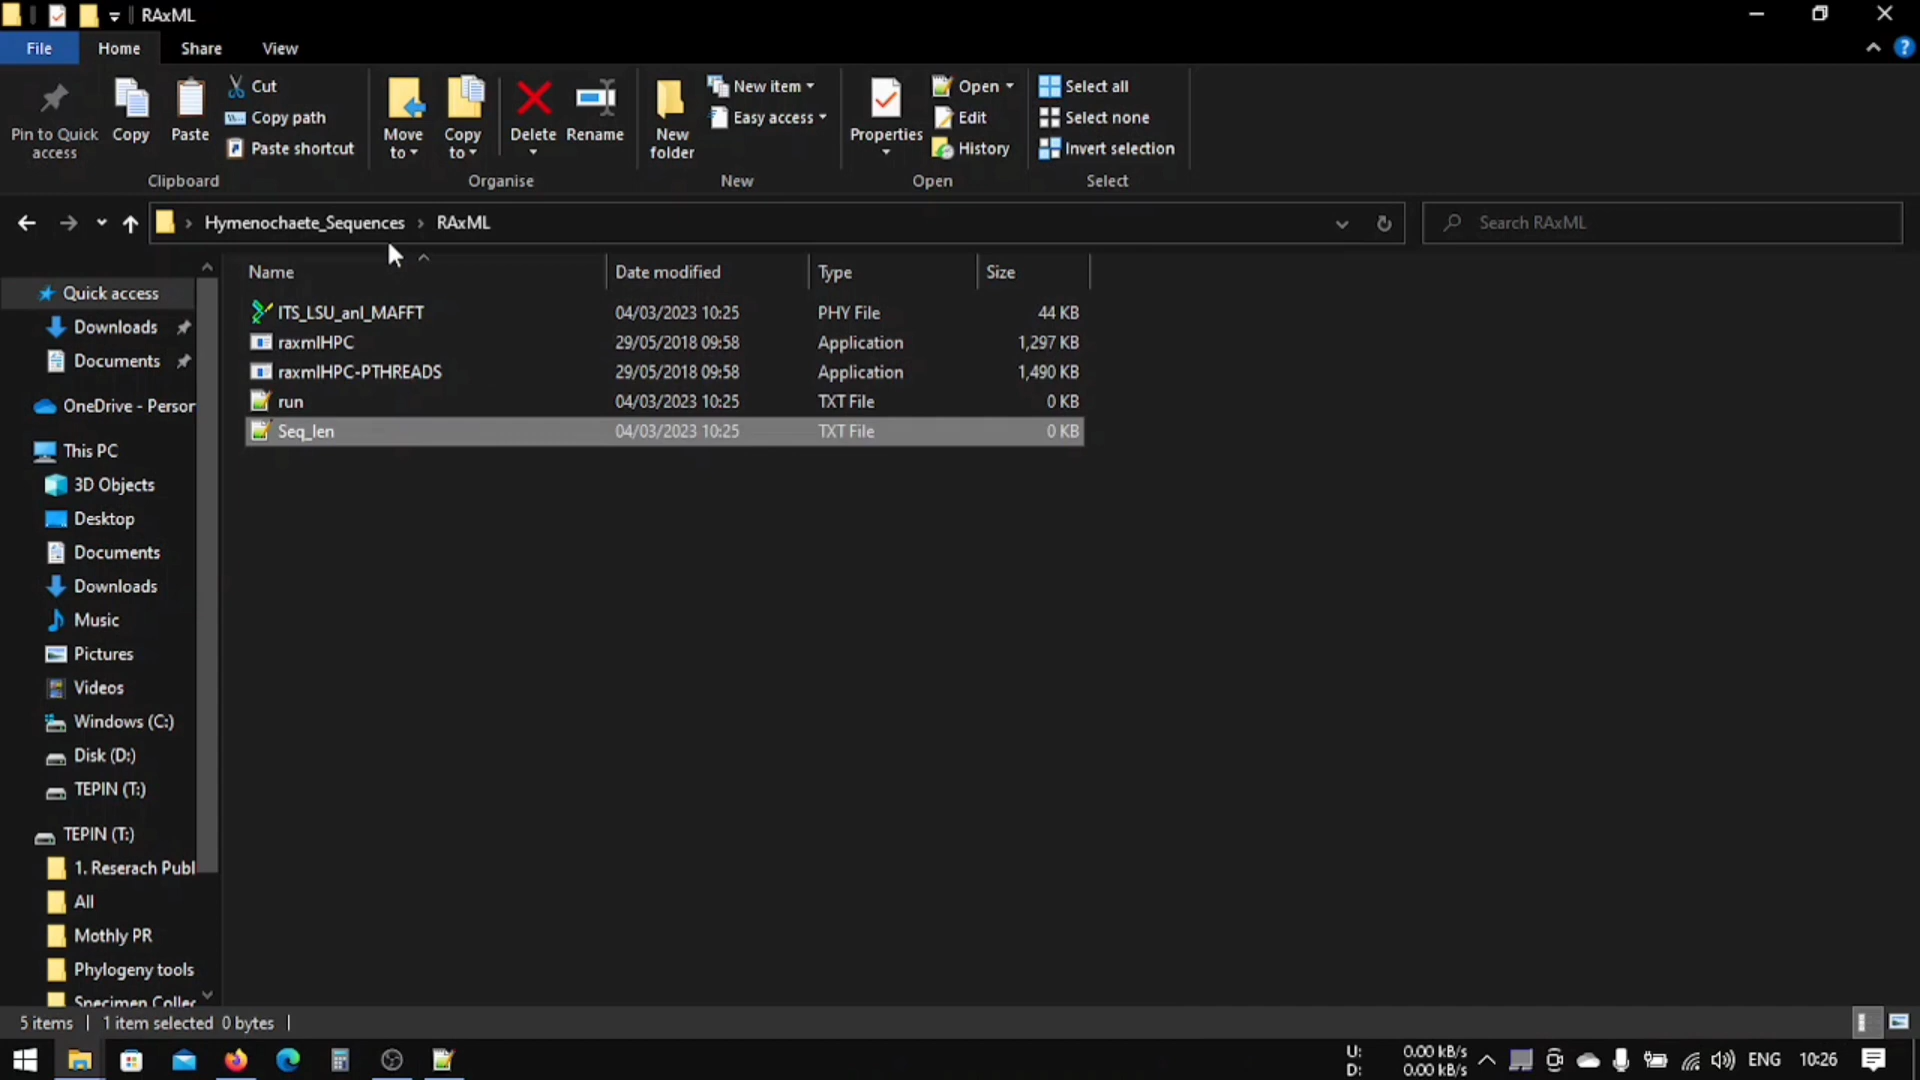 RAxML
File Home Share View
Pin to Quick access
Copy
Paste
Cut
Copy path
Paste shortcut
Clipboard
Move to
Copy to
Delete
Rename
Organise
New folder
New item
Easy access
New
Properties
Open
Edit
History
Open
Select all
Select none
Invert selection
Select
Hymenochaete_Sequences › RAxML
Search RAxML
Name Date modified Type Size
ITS_LSU_anl_MAFFT 04/03/2023 10:25 PHY File 44 KB
raxmlHPC 29/05/2018 09:58 Application 1,297 KB
raxmlHPC-PTHREADS 29/05/2018 09:58 Application 1,490 KB
run 04/03/2023 10:25 TXT File 0 KB
Seq_len 04/03/2023 10:25 TXT File 0 KB
Quick access
Downloads
Documents
OneDrive - Person
This PC
3D Objects
Desktop
Documents
Downloads
Music
Pictures
Videos
Windows (C:)
Disk (D:)
TEPIN (T:)
TEPIN (T:)
1. Reserach Publ
All
Mothly PR
Phylogeny tools
Specimen Collec
5 items | 1 item selected 0 bytes |
U: 0.00 kB/s
D: 0.00 kB/s
ENG 10:26